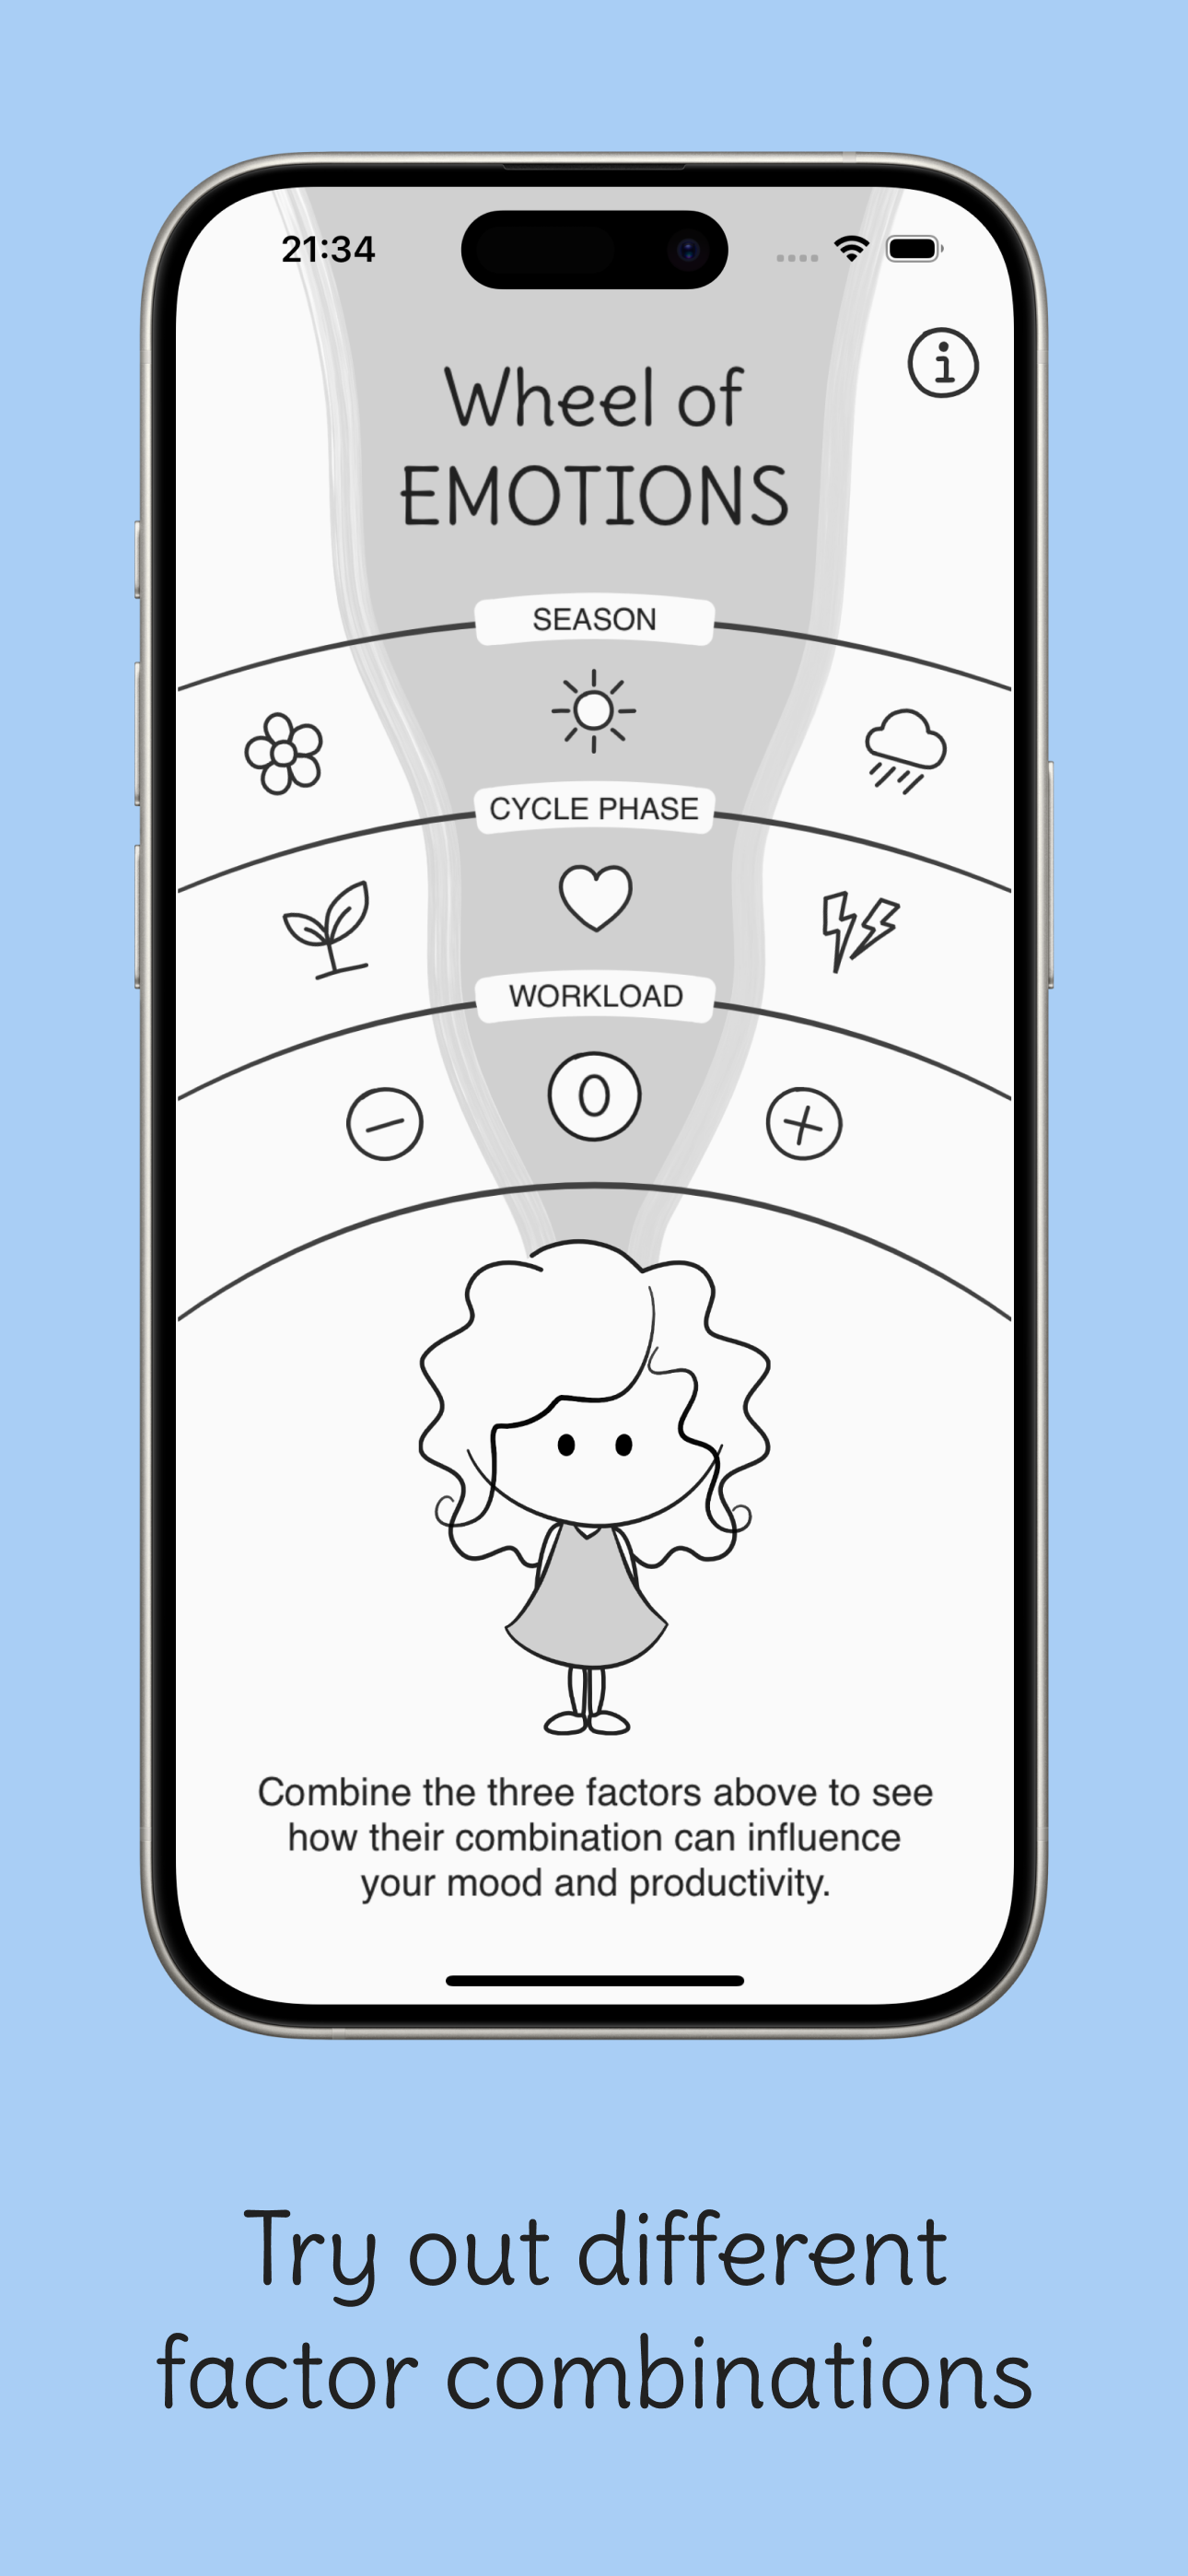 21:34
Wheel of
EMOTIONS
SEASON
CYCLE PHASE
WORKLOAD
0
Combine the three factors above to see
how their combination can influence
your mood and productivity.
Try out different
factor combinations